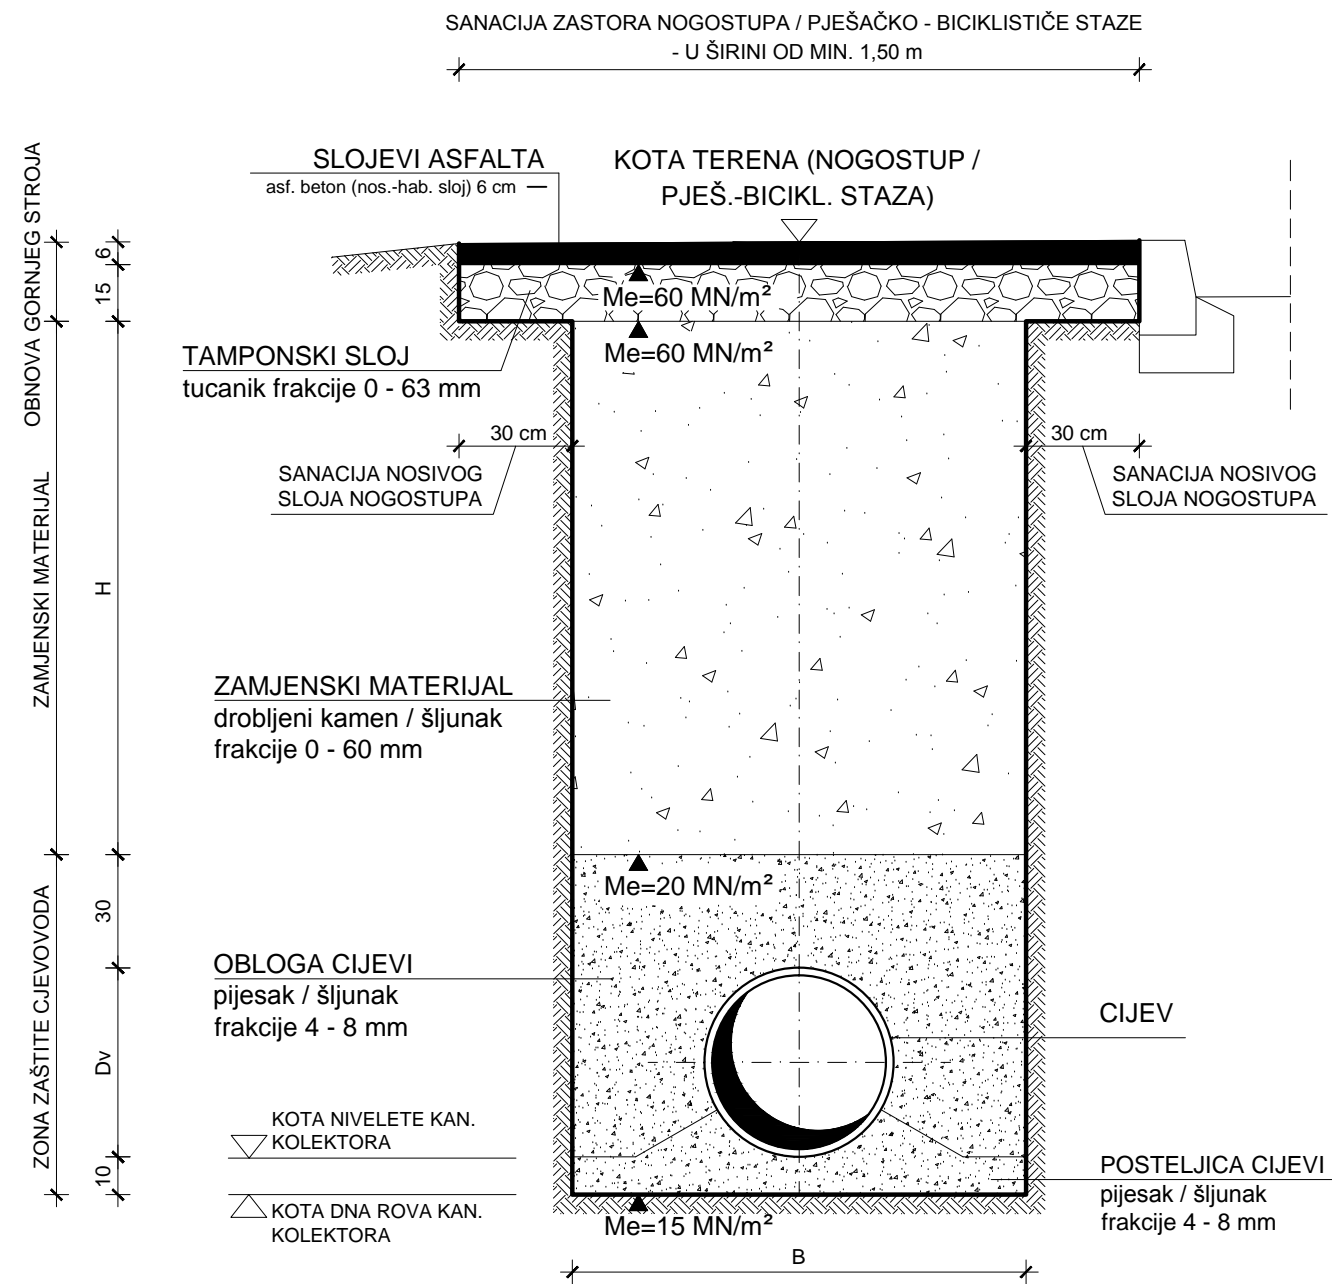 SANACIJA ZASTORA NOGOSTUPA / PJEŠAČKO - BICIKLISTIČE STAZE
- U ŠIRINI OD MIN. 1,50 m
SLOJEVI ASFALTA
asf. beton (nos.-hab. sloj) 6 cm
KOTA TERENA (NOGOSTUP /
PJEŠ.-BICIKL. STAZA)
OBNOVA GORNJEG STROJA
6
15
Me=60 MN/m²
Me=60 MN/m²
TAMPONSKI SLOJ
tucanik frakcije 0 - 63 mm
30 cm
30 cm
SANACIJA NOSIVOG
SLOJA NOGOSTUPA
SANACIJA NOSIVOG
SLOJA NOGOSTUPA
ZAMJENSKI MATERIJAL
H
ZAMJENSKI MATERIJAL
drobljeni kamen / šljunak
frakcije 0 - 60 mm
Me=20 MN/m²
ZONA ZAŠTITE CJEVOVODA
30
Dv
10
OBLOGA CIJEVI
pijesak / šljunak
frakcije 4 - 8 mm
CIJEV
KOTA NIVELETE KAN.
KOLEKTORA
KOTA DNA ROVA KAN.
KOLEKTORA
POSTELJICA CIJEVI
pijesak / šljunak
frakcije 4 - 8 mm
Me=15 MN/m²
B